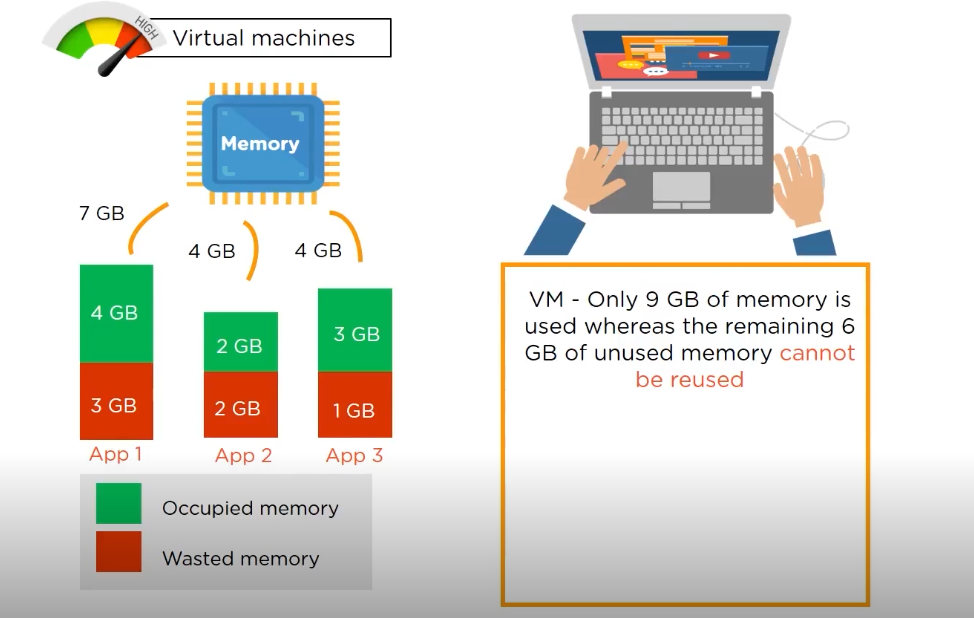 HIGH
Virtual machines
Memory
7 GB
4 GB
4 GB
4 GB
3 GB
2 GB
2 GB
3 GB
1 GB
App 1
App 2
App 3
Occupied memory
Wasted memory
VM - Only 9 GB of memory is
used whereas the remaining 6
GB of unused memory cannot
be reused